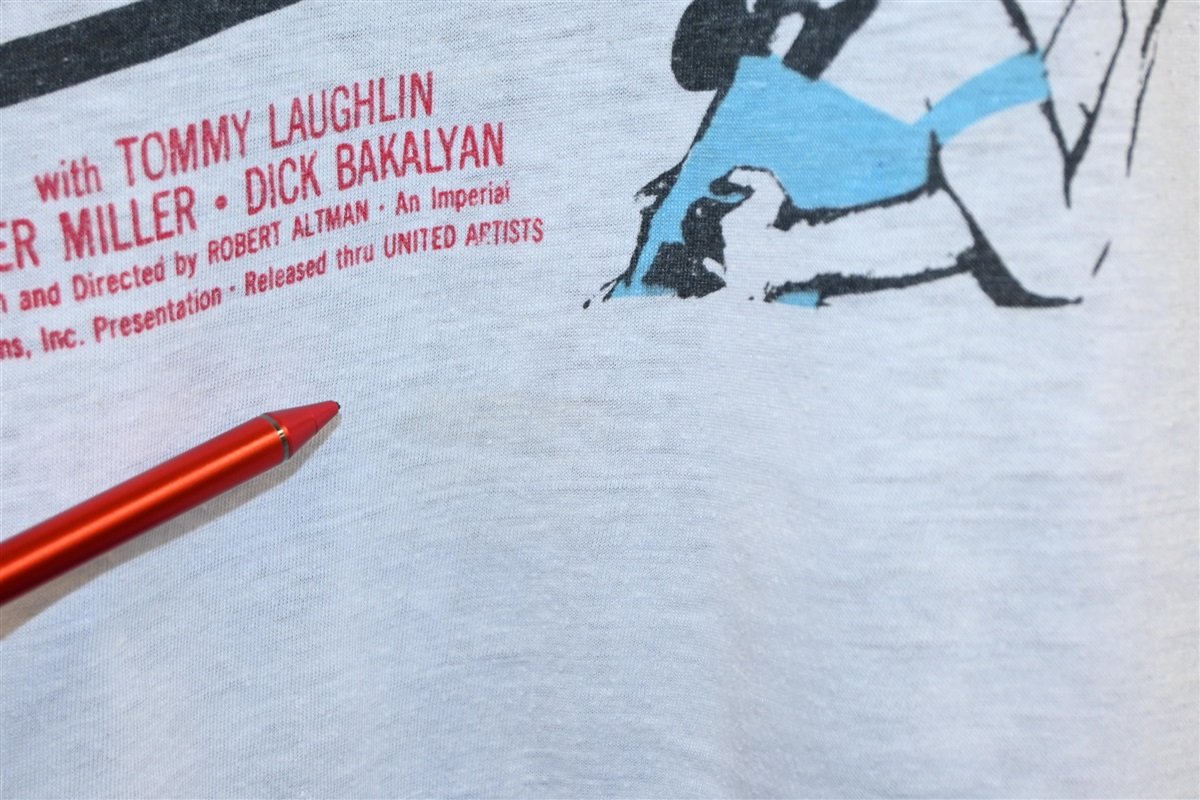 with TOMMY LAUGHLIN
ER MILLER • DICK BAKALYAN
n and Directed by ROBERT ALTMAN · An Imperial
ns, Inc. Presentation · Released thru UNITED ARTISTS